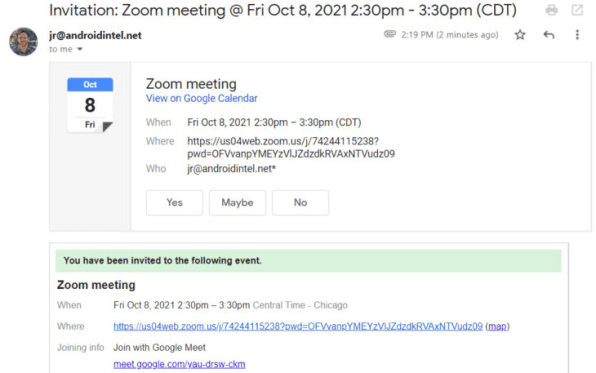 Invitation: Zoom meeting @ Fri Oct 8, 2021 2:30pm - 3:30pm (CDT)
jr@androidintel.net
2:19 PM (2 minutes ago)
to me
Oct
8
Fri
Zoom meeting
View on Google Calendar
When Fri Oct 8, 2021 2:30pm – 3:30pm (CDT)
Where https://us04web.zoom.us/j/74244115238?
pwd=OFVvanpYMEYzVlJZdzdkRVAxNTVudz09
Who jr@androidintel.net*
Yes
Maybe
No
You have been invited to the following event.
Zoom meeting
When Fri Oct 8, 2021 2:30pm – 3:30pm Central Time - Chicago
Where https://us04web.zoom.us/j/74244115238?pwd=OFVvanpYMEYzVlJZdzdkRVAxNTVudz09 (map)
Joining info Join with Google Meet
meet.google.com/yau-drsw-ckm